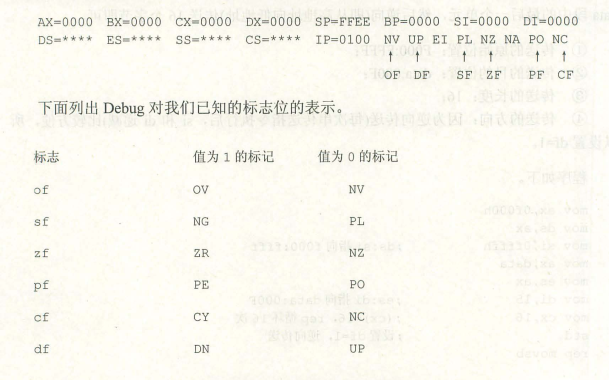 AX=0000 BX=0000 CX=0000 DX=0000 SP=FFEE BP=0000 SI=0000 DI=0000
DS=**** ES=**** SS=**** CS=**** IP=0100 NV UP EI PL NZ NA PO NC
OF DF SF ZF PF CF
下面列出 Debug 对我们已知的标志位的表示。
标志 值为 1 的标记 值为 0 的标记
of OV NV
sf NG PL
zf ZR NZ
pf PE PO
cf CY NC
df DN UP